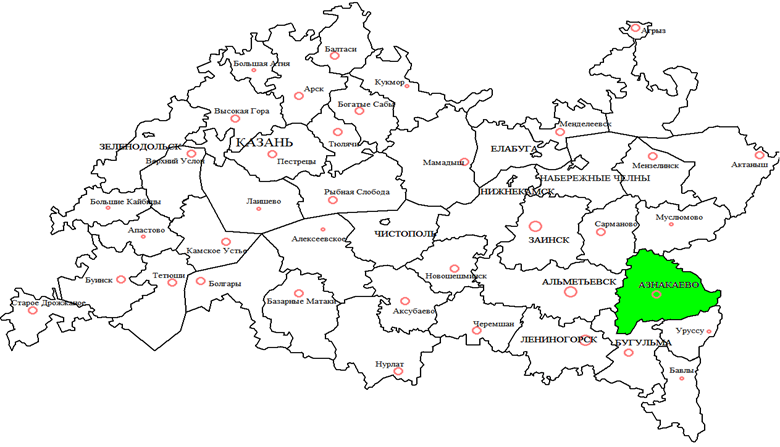 Агрыз
Балтаси
Большая Атня
Кукмор
Арск
Богатые Сабы
Высокая Гора
Менделеевск
КАЗАНЬ
Тюлячи
ЗЕЛЕНОДОЛЬСК
ЕЛАБУГА
Верхний Услон
Пестрецы
Мамадыш
Мензелинск
Актаныш
НАБЕРЕЖНЫЕ ЧЕЛНЫ
НИЖНЕКАМСК
Рыбная Слобода
Большие Кайбицы
Лаишево
Муслюмово
Сарманово
Апастово
Алексеевское
ЧИСТОПОЛЬ
ЗАИНСК
Камское Устье
Новошешминск
Буинск
Тетюши
Болгары
АЛЬМЕТЬЕВСК
АЗНАКАЕВО
Старое Дрожжаное
Базарные Матаки
Аксубаево
Черемшан
Уруссу
ЛЕНИНОГОРСК
БУГУЛЬМА
Нурлат
Бавлы